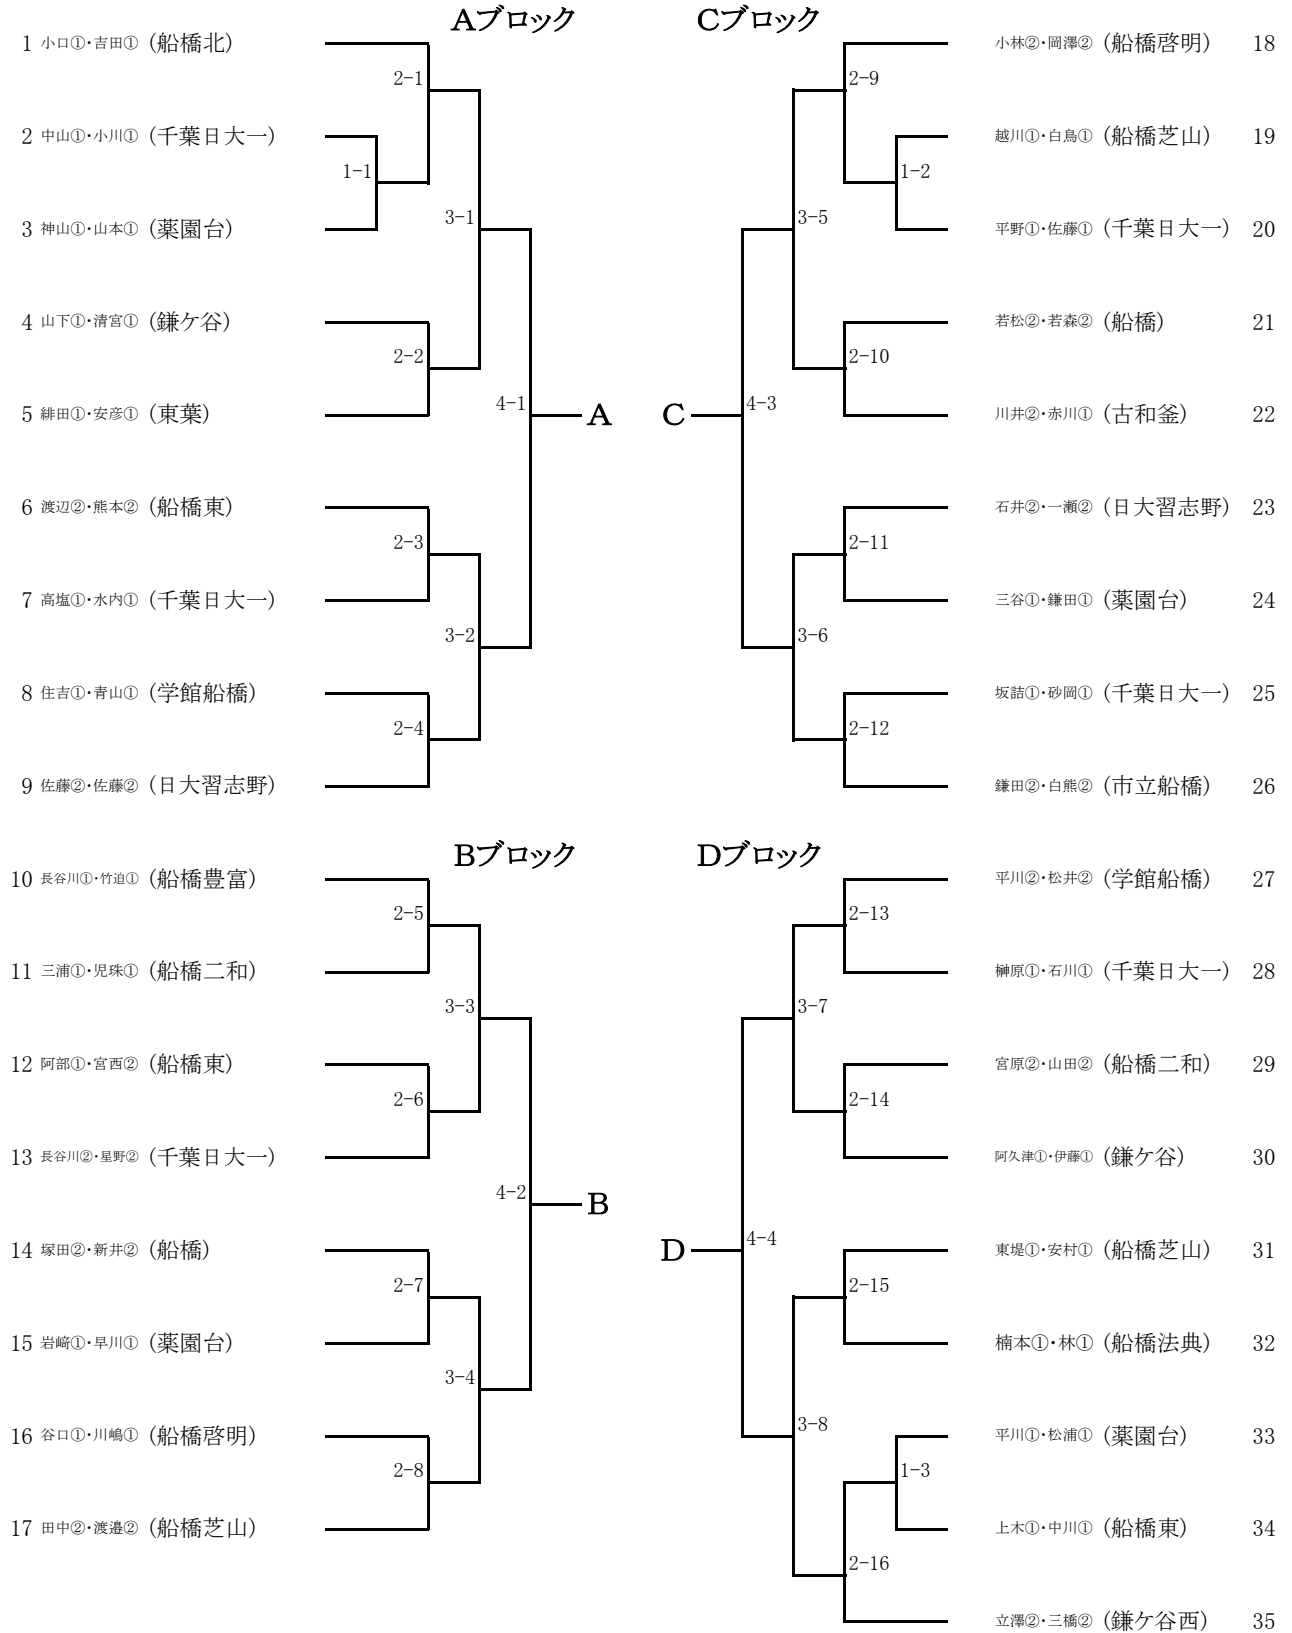 Aブロック
1 小口①・吉田① (船橋北)
2-1
2 中山①・小川① (千葉日大一)
1-1
3 神山①・山本① (薬園台)
3-1
4 山下①・清宮① (鎌ケ谷)
2-2
5 緋田①・安彦① (東葉)
4-1
A
6 渡辺②・熊本② (船橋東)
2-3
7 高塩①・水内① (千葉日大一)
3-2
8 住吉①・青山① (学館船橋)
2-4
9 佐藤②・佐藤② (日大習志野)
Bブロック
10 長谷川①・竹迫① (船橋豊富)
2-5
11 三浦①・児珠① (船橋二和)
3-3
12 阿部①・宮西② (船橋東)
2-6
13 長谷川②・星野② (千葉日大一)
4-2
B
14 塚田②・新井② (船橋)
2-7
15 岩﨑①・早川① (薬園台)
3-4
16 谷口①・川嶋① (船橋啓明)
2-8
17 田中②・渡邉② (船橋芝山)
Cブロック
小林②・岡澤② (船橋啓明) 18
2-9
越川①・白鳥① (船橋芝山) 19
1-2
平野①・佐藤① (千葉日大一) 20
3-5
若松②・若森② (船橋) 21
2-10
川井②・赤川① (古和釜) 22
4-3
C
石井②・一瀬② (日大習志野) 23
2-11
三谷①・鎌田① (薬園台) 24
3-6
坂詰①・砂岡① (千葉日大一) 25
2-12
鎌田②・白熊② (市立船橋) 26
Dブロック
平川②・松井② (学館船橋) 27
2-13
榊原①・石川① (千葉日大一) 28
3-7
宮原②・山田② (船橋二和) 29
2-14
阿久津①・伊藤① (鎌ケ谷) 30
4-4
D
東堤①・安村① (船橋芝山) 31
2-15
楠本①・林① (船橋法典) 32
3-8
平川①・松浦① (薬園台) 33
1-3
上木①・中川① (船橋東) 34
2-16
立澤②・三橋② (鎌ケ谷西) 35